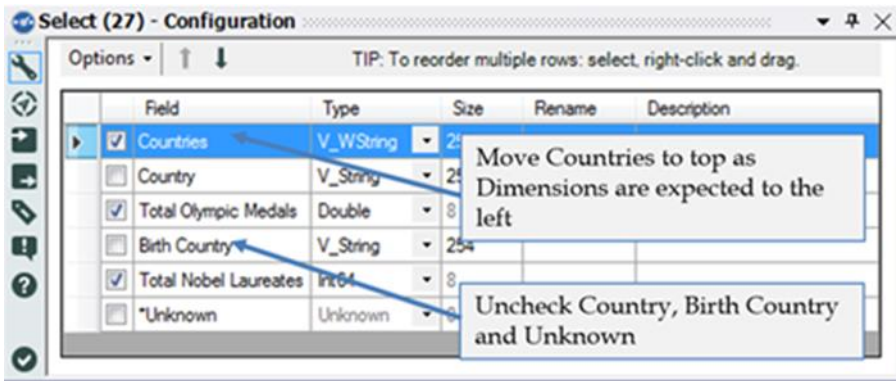 Select (27) - Configuration
Options TIP: To reorder multiple rows: select, right-click and drag.
Field Type Size Rename Description
Countries V_WString
Country V_String
Total Olympic Medals Double 8
Birth Country V_String 254
Total Nobel Laureates Int64 8
*Unknown Unknown
Move Countries to top as
Dimensions are expected to the
left
Uncheck Country, Birth Country
and Unknown